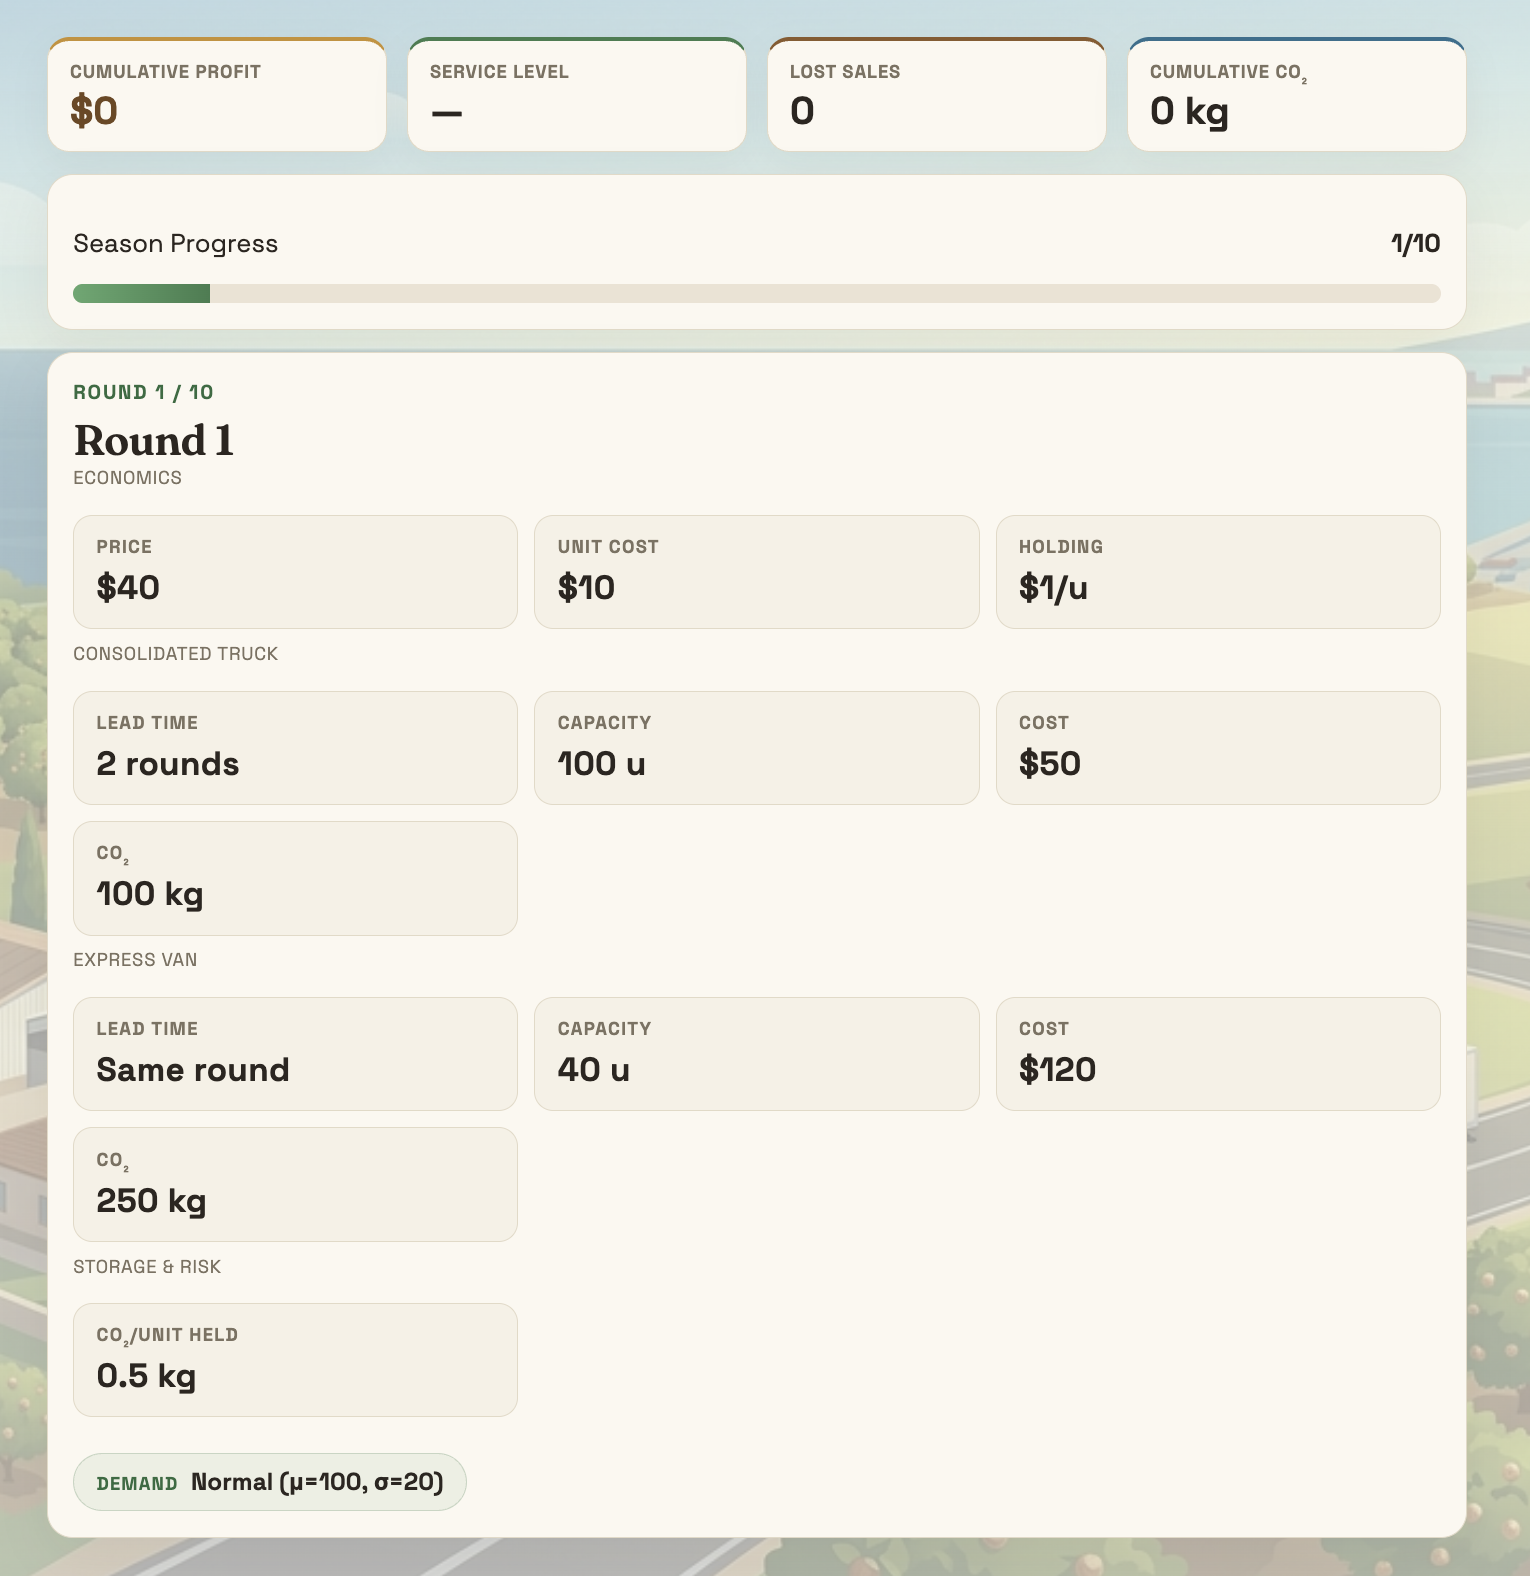 CUMULATIVE PROFIT
$0
SERVICE LEVEL
—
LOST SALES
0
CUMULATIVE CO₂
0 kg
Season Progress 1/10
ROUND 1 / 10
Round 1
ECONOMICS
PRICE
$40
UNIT COST
$10
HOLDING
$1/u
CONSOLIDATED TRUCK
LEAD TIME
2 rounds
CAPACITY
100 u
COST
$50
CO₂
100 kg
EXPRESS VAN
LEAD TIME
Same round
CAPACITY
40 u
COST
$120
CO₂
250 kg
STORAGE & RISK
CO₂/UNIT HELD
0.5 kg
DEMAND Normal (μ=100, σ=20)